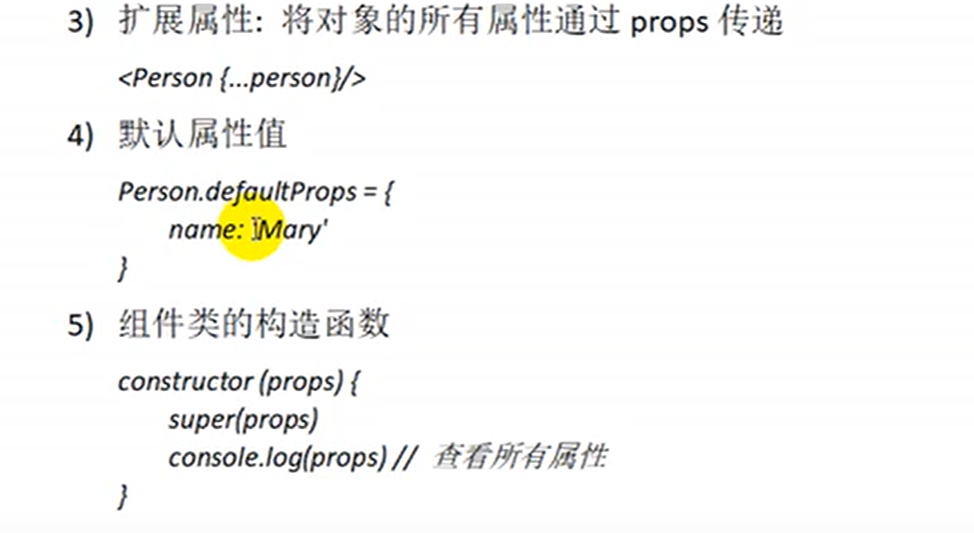 3) 扩展属性: 将对象的所有属性通过 props 传递
<Person {...person}/>
4) 默认属性值
Person.defaultProps = {
name: 'Mary'
}
5) 组件类的构造函数
constructor (props) {
super(props)
console.log(props) // 查看所有属性
}